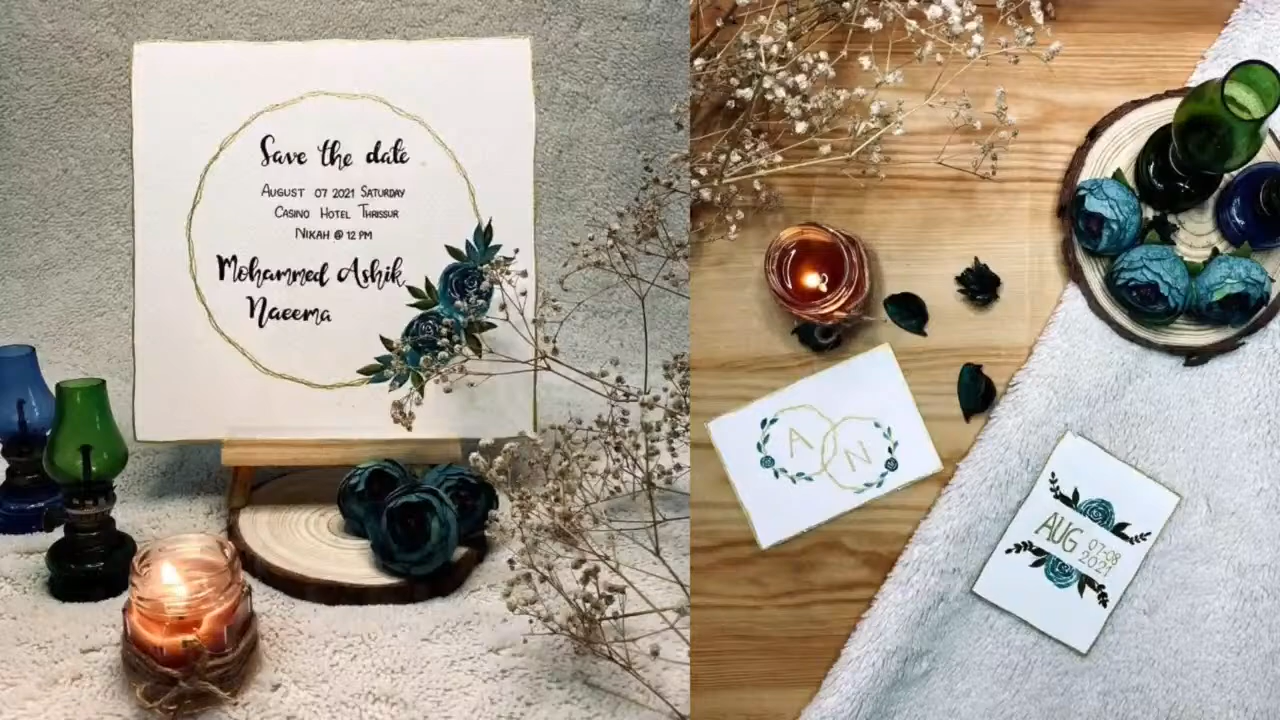 Save the date
AUGUST 07 2021 SATURDAY
CASINO HOTEL THRISSUR
NIKAH @ 12 PM
Mohammed Ashik
Naeema
A
N
AUG 07-08
2021